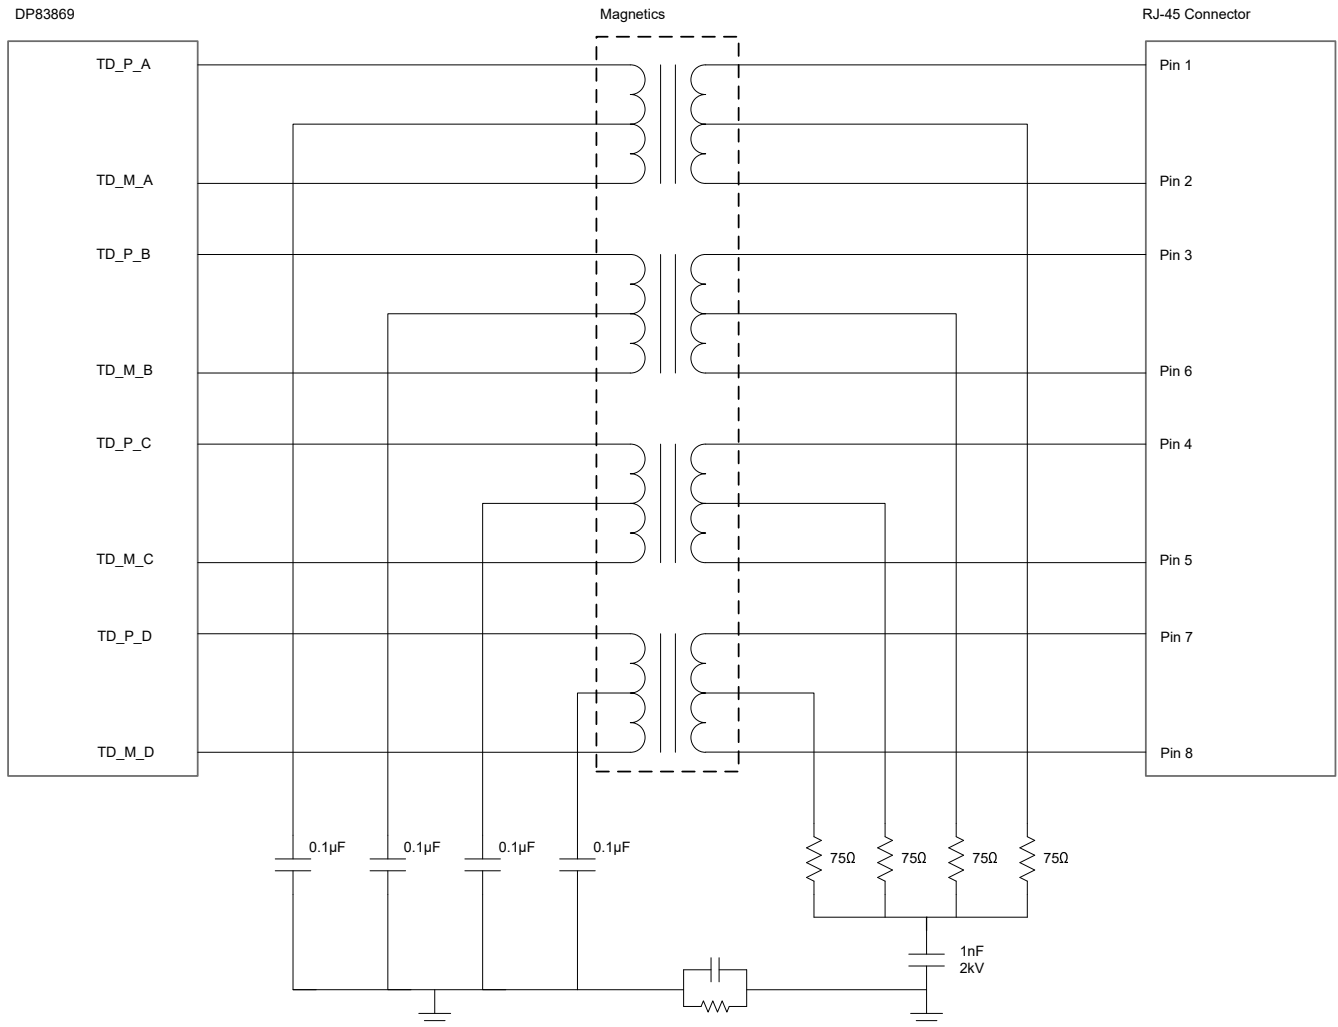 DP83869
Magnetics
RJ-45 Connector
TD_P_A
Pin 1
TD_M_A
Pin 2
TD_P_B
Pin 3
TD_M_B
Pin 6
TD_P_C
Pin 4
TD_M_C
Pin 5
TD_P_D
Pin 7
TD_M_D
Pin 8
0.1μF
0.1μF
0.1μF
0.1μF
75Ω
75Ω
75Ω
75Ω
1nF
2kV